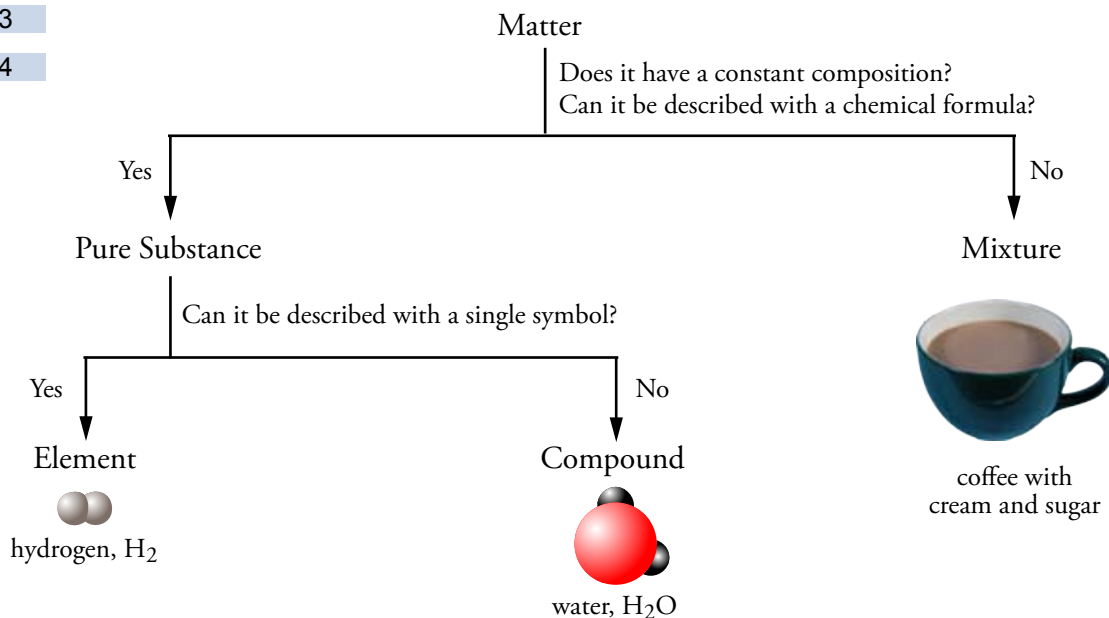 3
4
Matter
Does it have a constant composition?
Can it be described with a chemical formula?
Yes
No
Pure Substance
Mixture
Can it be described with a single symbol?
Yes
No
Element
Compound
coffee with
cream and sugar
hydrogen, H₂
water, H₂O